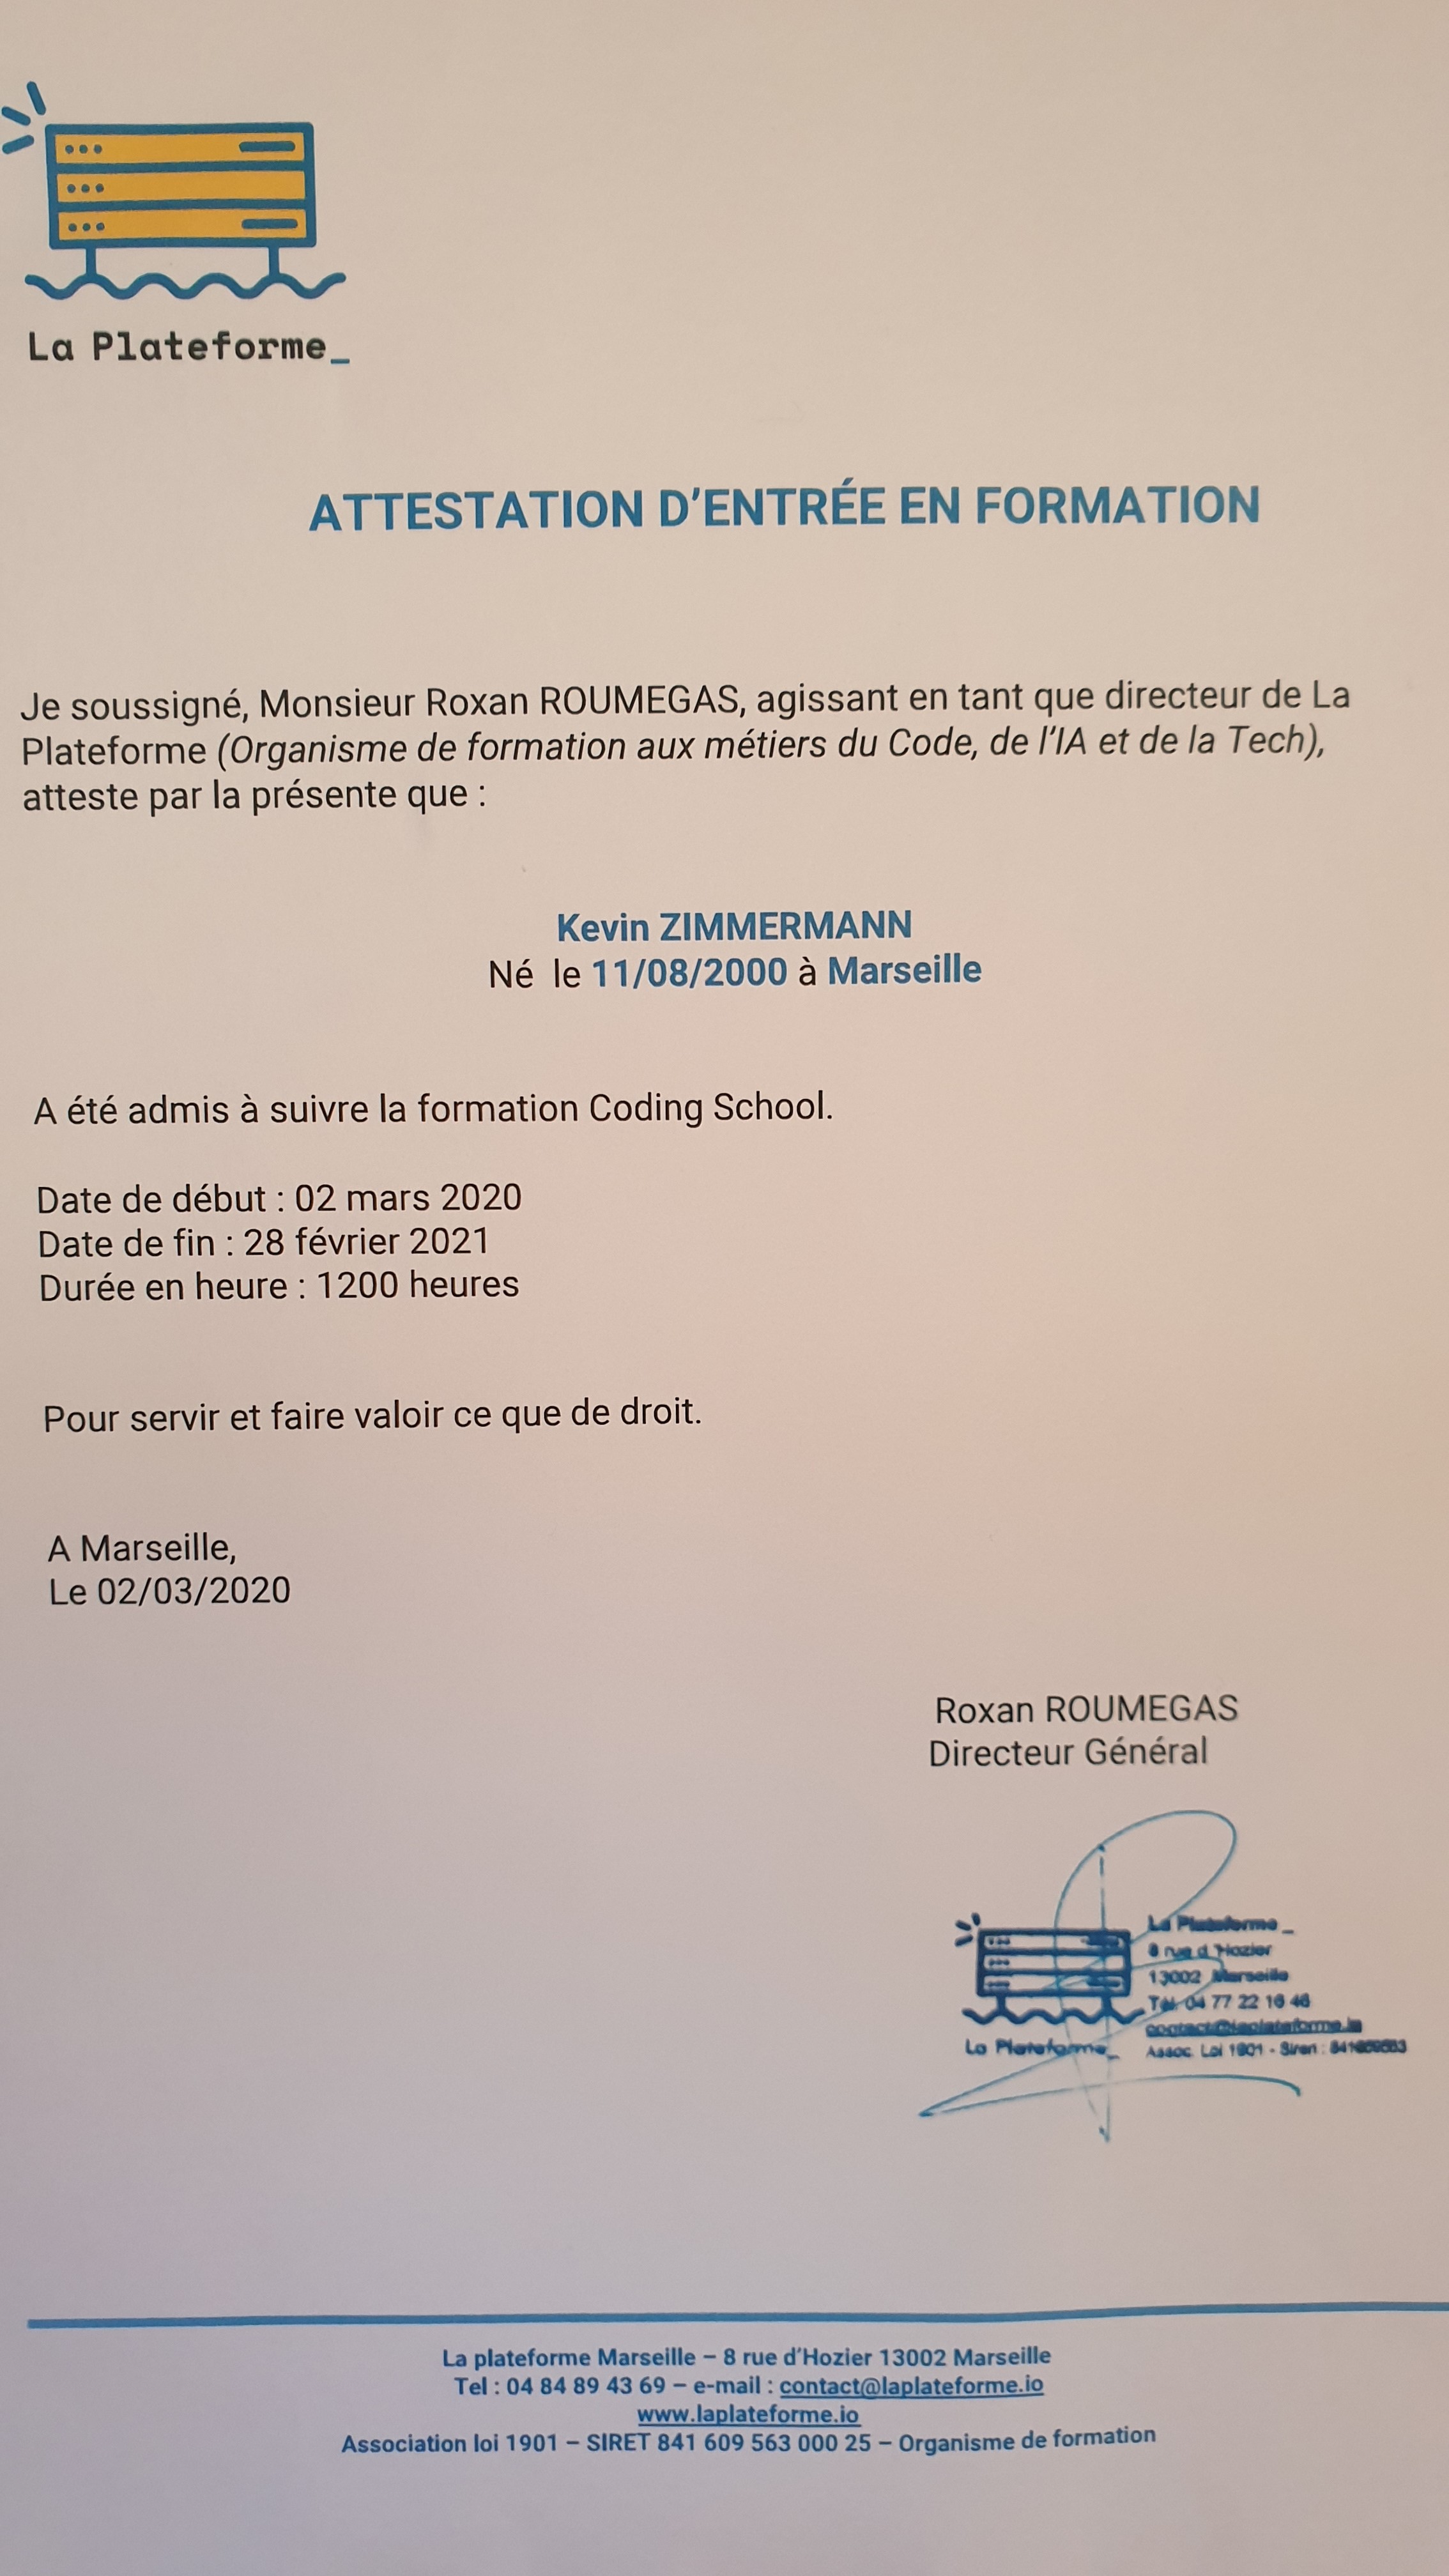 La Plateforme_
ATTESTATION D'ENTRÉE EN FORMATION
Je soussigné, Monsieur Roxan ROUMEGAS, agissant en tant que directeur de La
Plateforme (Organisme de formation aux métiers du Code, de l'IA et de la Tech),
atteste par la présente que :
Kevin ZIMMERMANN
Né le 11/08/2000 à Marseille
A été admis à suivre la formation Coding School.
Date de début : 02 mars 2020
Date de fin : 28 février 2021
Durée en heure : 1200 heures
Pour servir et faire valoir ce que de droit.
A Marseille,
Le 02/03/2020
Roxan ROUMEGAS
Directeur Général
La Plateforme_
La Plateforme_
8 rue d'Hozier
13002 Marseille
Tél. 04 77 22 16 46
contact@laplateforme.io
Assoc. Loi 1901 - Siren :
La plateforme Marseille – 8 rue d'Hozier 13002 Marseille
Tel : 04 84 89 43 69 – e-mail : contact@laplateforme.io
www.laplateforme.io
Association loi 1901 – SIRET 841 609 563 000 25 – Organisme de formation